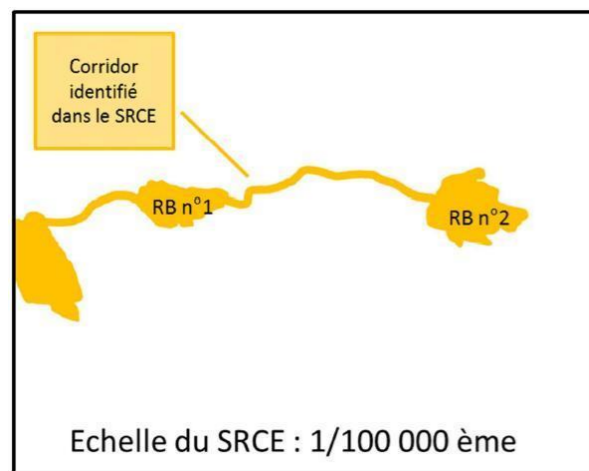 Corridor
identifié
dans le SRCE
RB n°1
RB n°2
Echelle du SRCE : 1/100 000 ème